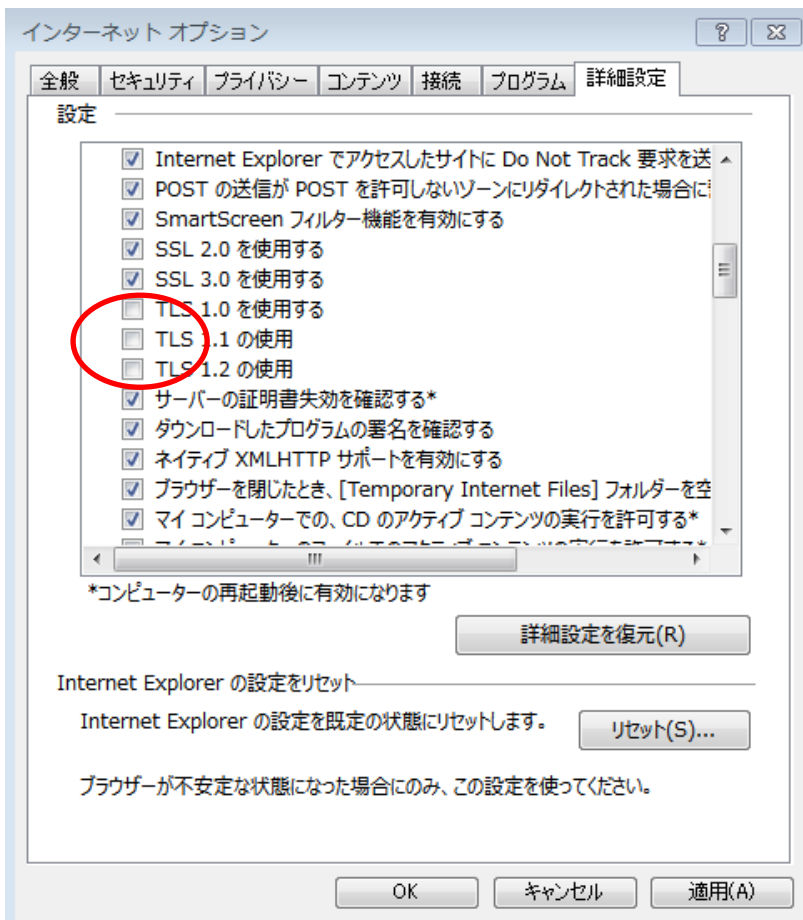 インターネット オプション
全般 セキュリティ プライバシー コンテンツ 接続 プログラム 詳細設定
設定
Internet Explorer でアクセスしたサイトに Do Not Track 要求を送
POST の送信が POST を許可しないゾーンにリダイレクトされた場合に
SmartScreen フィルター機能を有効にする
SSL 2.0 を使用する
SSL 3.0 を使用する
TLS 1.0 を使用する
TLS 1.1 の使用
TLS 1.2 の使用
サーバーの証明書失効を確認する*
ダウンロードしたプログラムの署名を確認する
ネイティブ XMLHTTP サポートを有効にする
ブラウザーを閉じたとき、[Temporary Internet Files] フォルダーを空
マイ コンピューターでの、CD のアクティブ コンテンツの実行を許可する*
*コンピューターの再起動後に有効になります
詳細設定を復元(R)
Internet Explorer の設定をリセット
Internet Explorer の設定を既定の状態にリセットします。
リセット(S)...
ブラウザーが不安定な状態になった場合にのみ、この設定を使ってください。
OK キャンセル 適用(A)